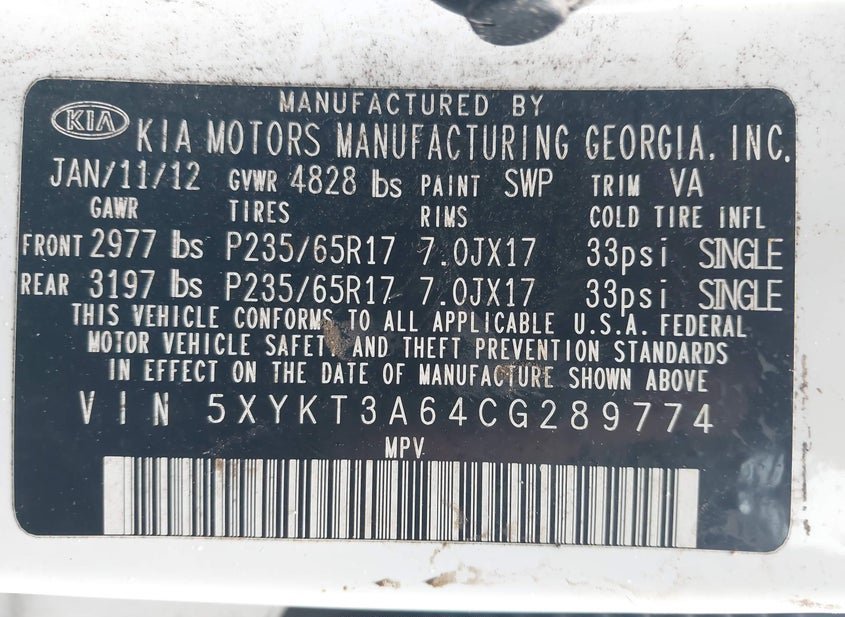 MANUFACTURED BY
KIA KIA MOTORS MANUFACTURING GEORGIA, INC.
JAN/11/12 GVWR 4828 lbs PAINT SWP TRIM VA
GAWR TIRES RIMS COLD TIRE INFL
FRONT 2977 lbs P235/65R17 7.0JX17 33psi SINGLE
REAR 3197 lbs P235/65R17 7.0JX17 33psi SINGLE
THIS VEHICLE CONFORMS TO ALL APPLICABLE U.S.A. FEDERAL
MOTOR VEHICLE SAFETY AND THEFT PREVENTION STANDARDS
IN EFFECT ON THE DATE OF MANUFACTURE SHOWN ABOVE
VIN 5XYKT3A64CG289774
MPV